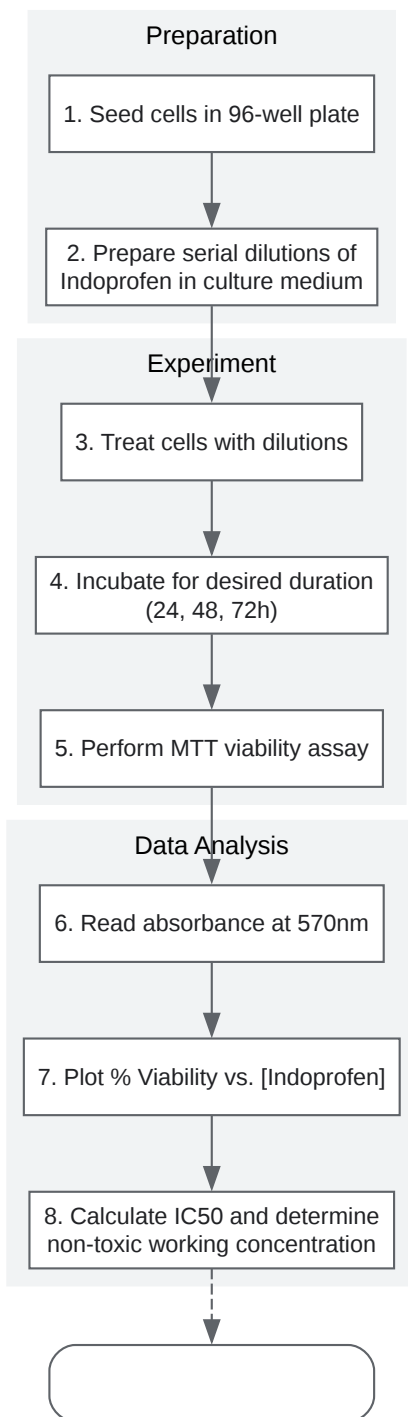 Preparation
1. Seed cells in 96-well plate
2. Prepare serial dilutions of
Indoprofen in culture medium
Experiment
3. Treat cells with dilutions
4. Incubate for desired duration
(24, 48, 72h)
5. Perform MTT viability assay
Data Analysis
6. Read absorbance at 570nm
7. Plot % Viability vs. [Indoprofen]
8. Calculate IC50 and determine
non-toxic working concentration